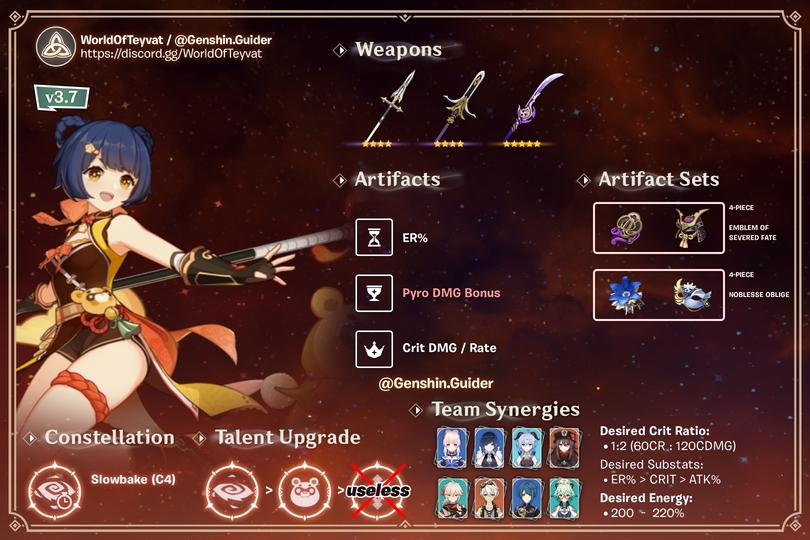 WorldOfTeyvat / @Genshin.Guider
https://discord.gg/WorldOfTeyvat
v3.7
Weapons
Artifacts
ER%
Pyro DMG Bonus
Crit DMG / Rate
@Genshin.Guider
Artifact Sets
4-PIECE
EMBLEM OF
SEVERED FATE
4-PIECE
NOBLESSE OBLIGE
Constellation
Slowbake (C4)
Talent Upgrade
> > useless
Team Synergies
Desired Crit Ratio:
• 1:2 (60CR : 120CDMG)
Desired Substats:
• ER% > CRIT > ATK%
Desired Energy:
• 200 ~ 220%